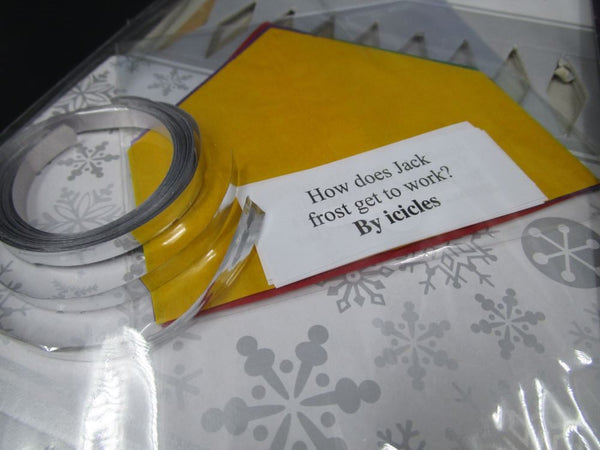 How does Jack
frost get to work?
By icicles